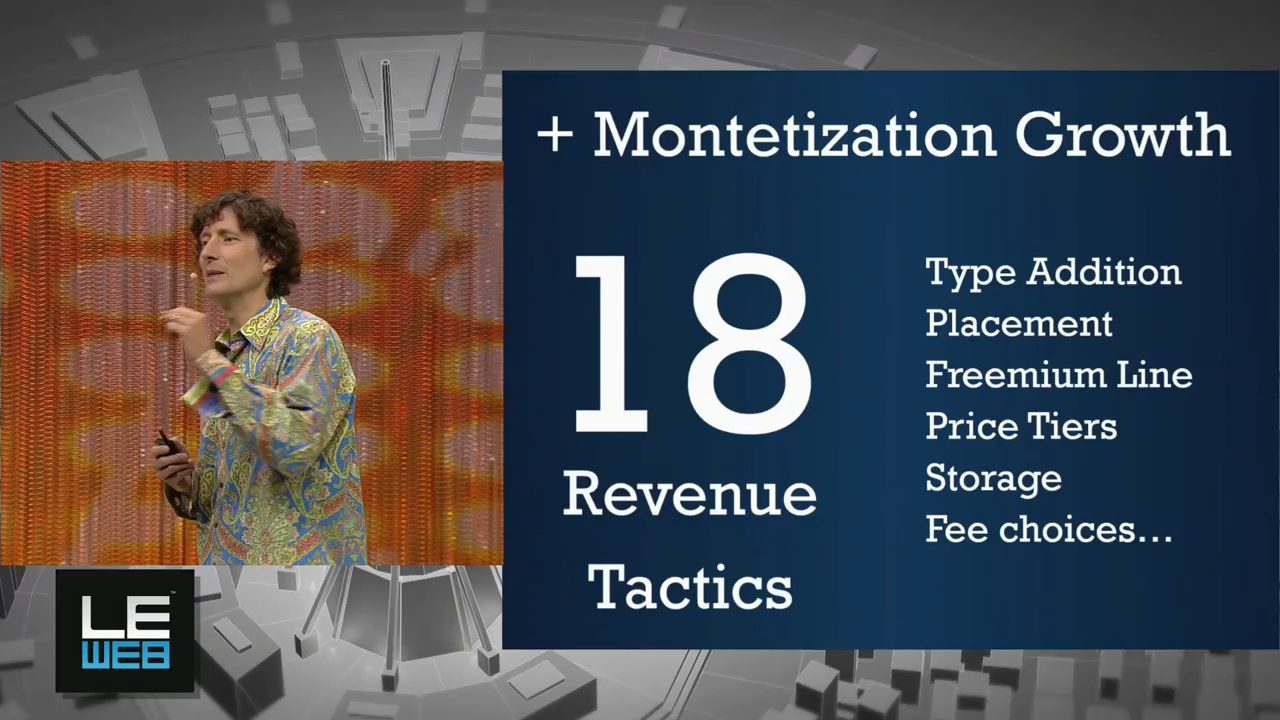 + Montetization Growth
18
Revenue
Tactics
Type Addition
Placement
Freemium Line
Price Tiers
Storage
Fee choices...
LE
WEB